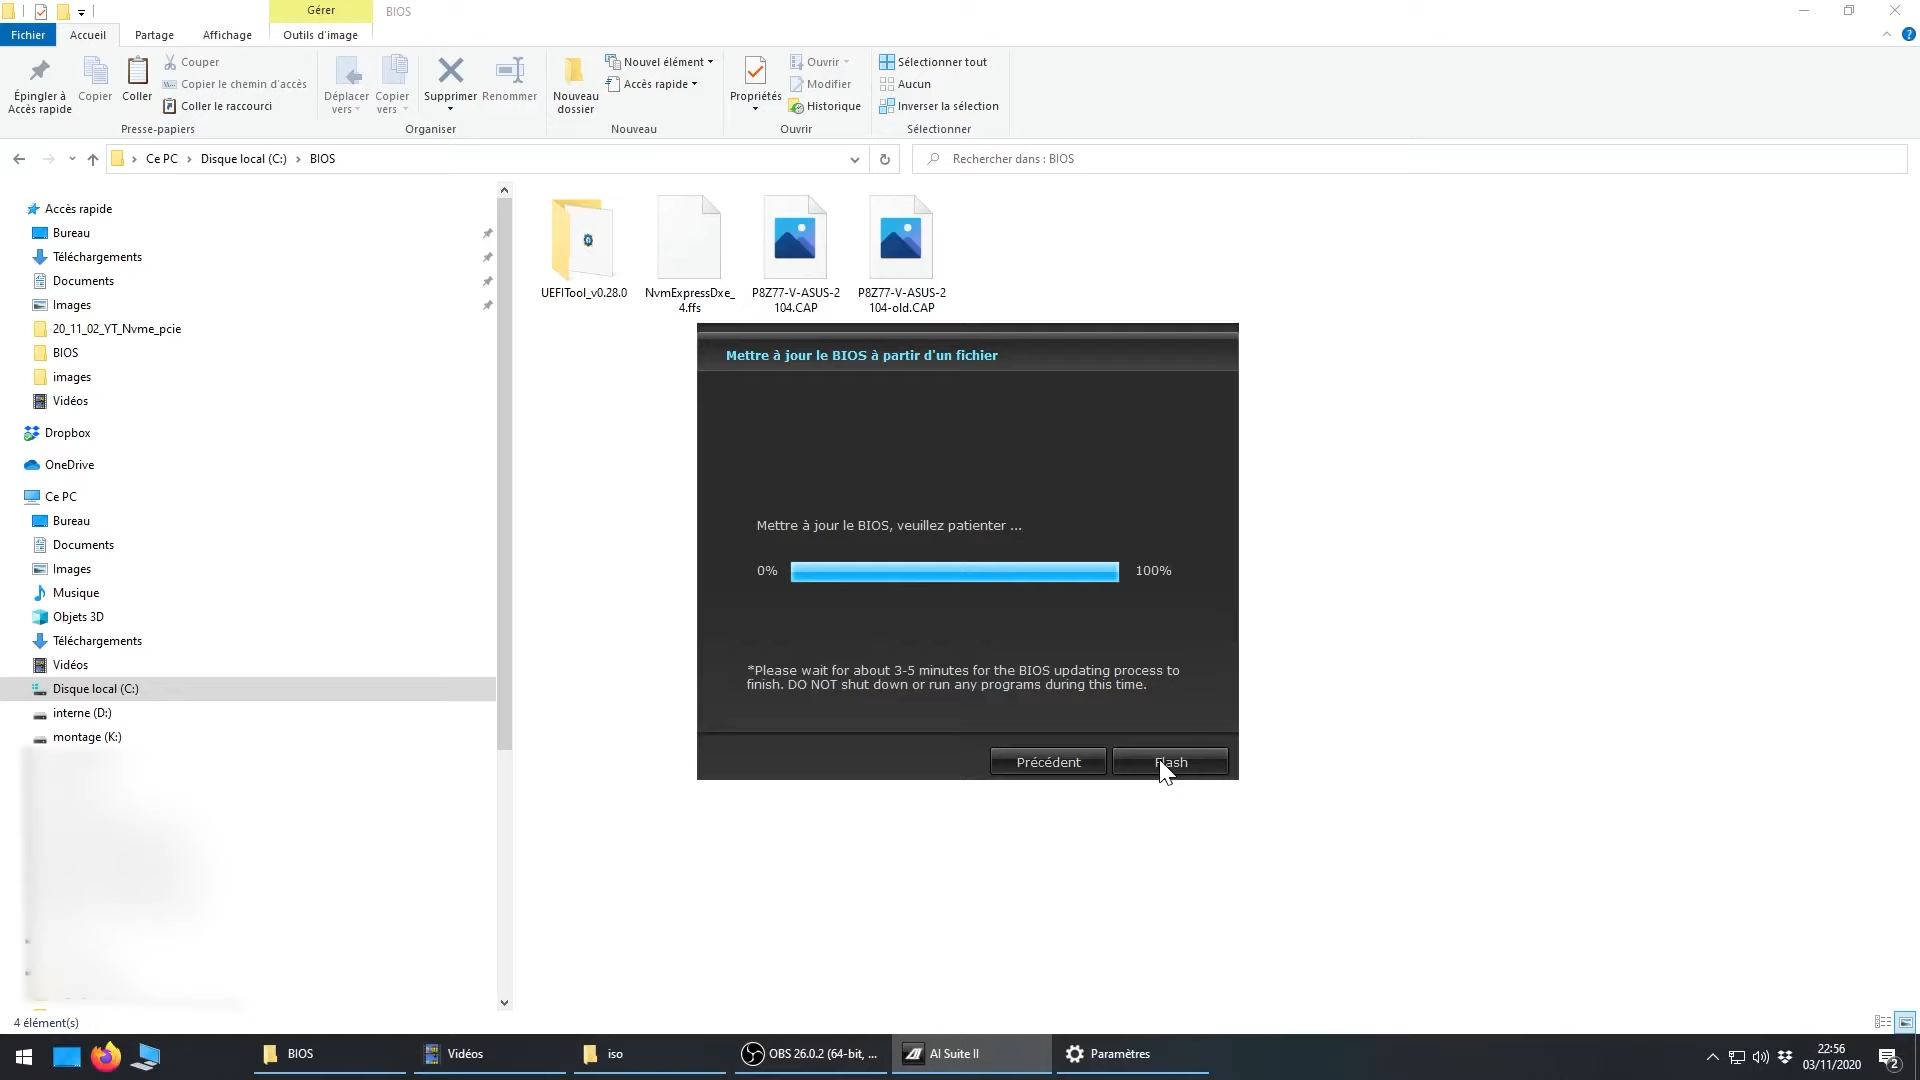 Gérer
BIOS
Fichier
Accueil
Partage
Affichage
Outils d'image
Épingler à
Accès rapide
Copier
Coller
Couper
Copier le chemin d'accès
Coller le raccourci
Presse-papiers
Déplacer
vers
Copier
vers
Supprimer
Renommer
Organiser
Nouveau
dossier
Nouvel élément
Accès rapide
Nouveau
Propriétés
Ouvrir
Modifier
Historique
Ouvrir
Sélectionner tout
Aucun
Inverser la sélection
Sélectionner
Ce PC
Disque local (C:)
BIOS
Rechercher dans : BIOS
Accès rapide
Bureau
Téléchargements
Documents
Images
20_11_02_YT_Nvme_pcie
BIOS
images
Vidéos
Dropbox
OneDrive
Ce PC
Bureau
Documents
Images
Musique
Objets 3D
Téléchargements
Vidéos
Disque local (C:)
interne (D:)
montage (K:)
UEFITool_v0.28.0
NvmExpressDxe_
4.ffs
P8Z77-V-ASUS-2
104.CAP
P8Z77-V-ASUS-2
104-old.CAP
Mettre à jour le BIOS à partir d'un fichier
Mettre à jour le BIOS, veuillez patienter ...
0%
100%
*Please wait for about 3-5 minutes for the BIOS updating process to
finish. DO NOT shut down or run any programs during this time.
Précédent
Flash
4 élément(s)
BIOS
Vidéos
iso
OBS 26.0.2 (64-bit, ...
AI Suite II
Paramètres
22:56
03/11/2020
2